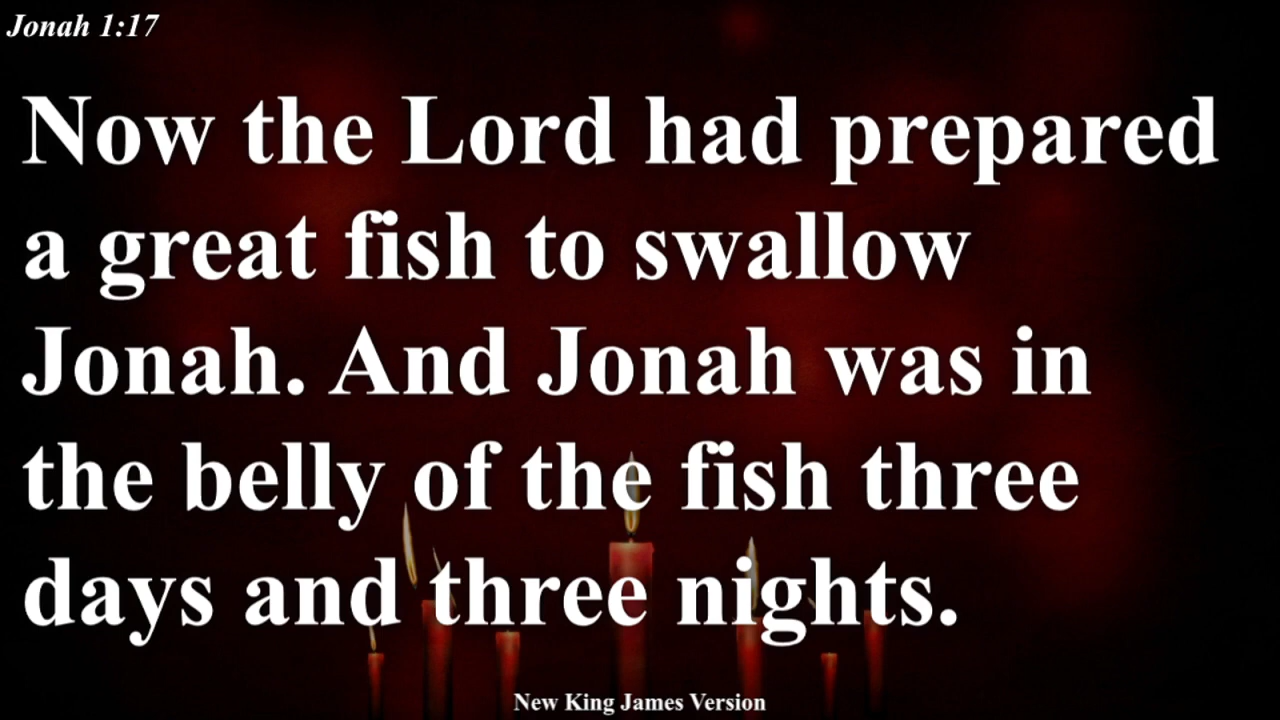 Jonah 1:17
Now the Lord had prepared
a great fish to swallow
Jonah. And Jonah was in
the belly of the fish three
days and three nights.
New King James Version